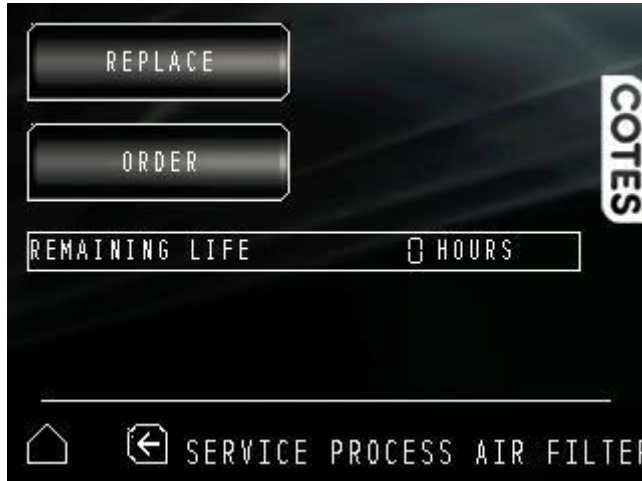 REPLACE
COTES
ORDER
REMAINING LIFE 0 HOURS
SERVICE PROCESS AIR FILTER